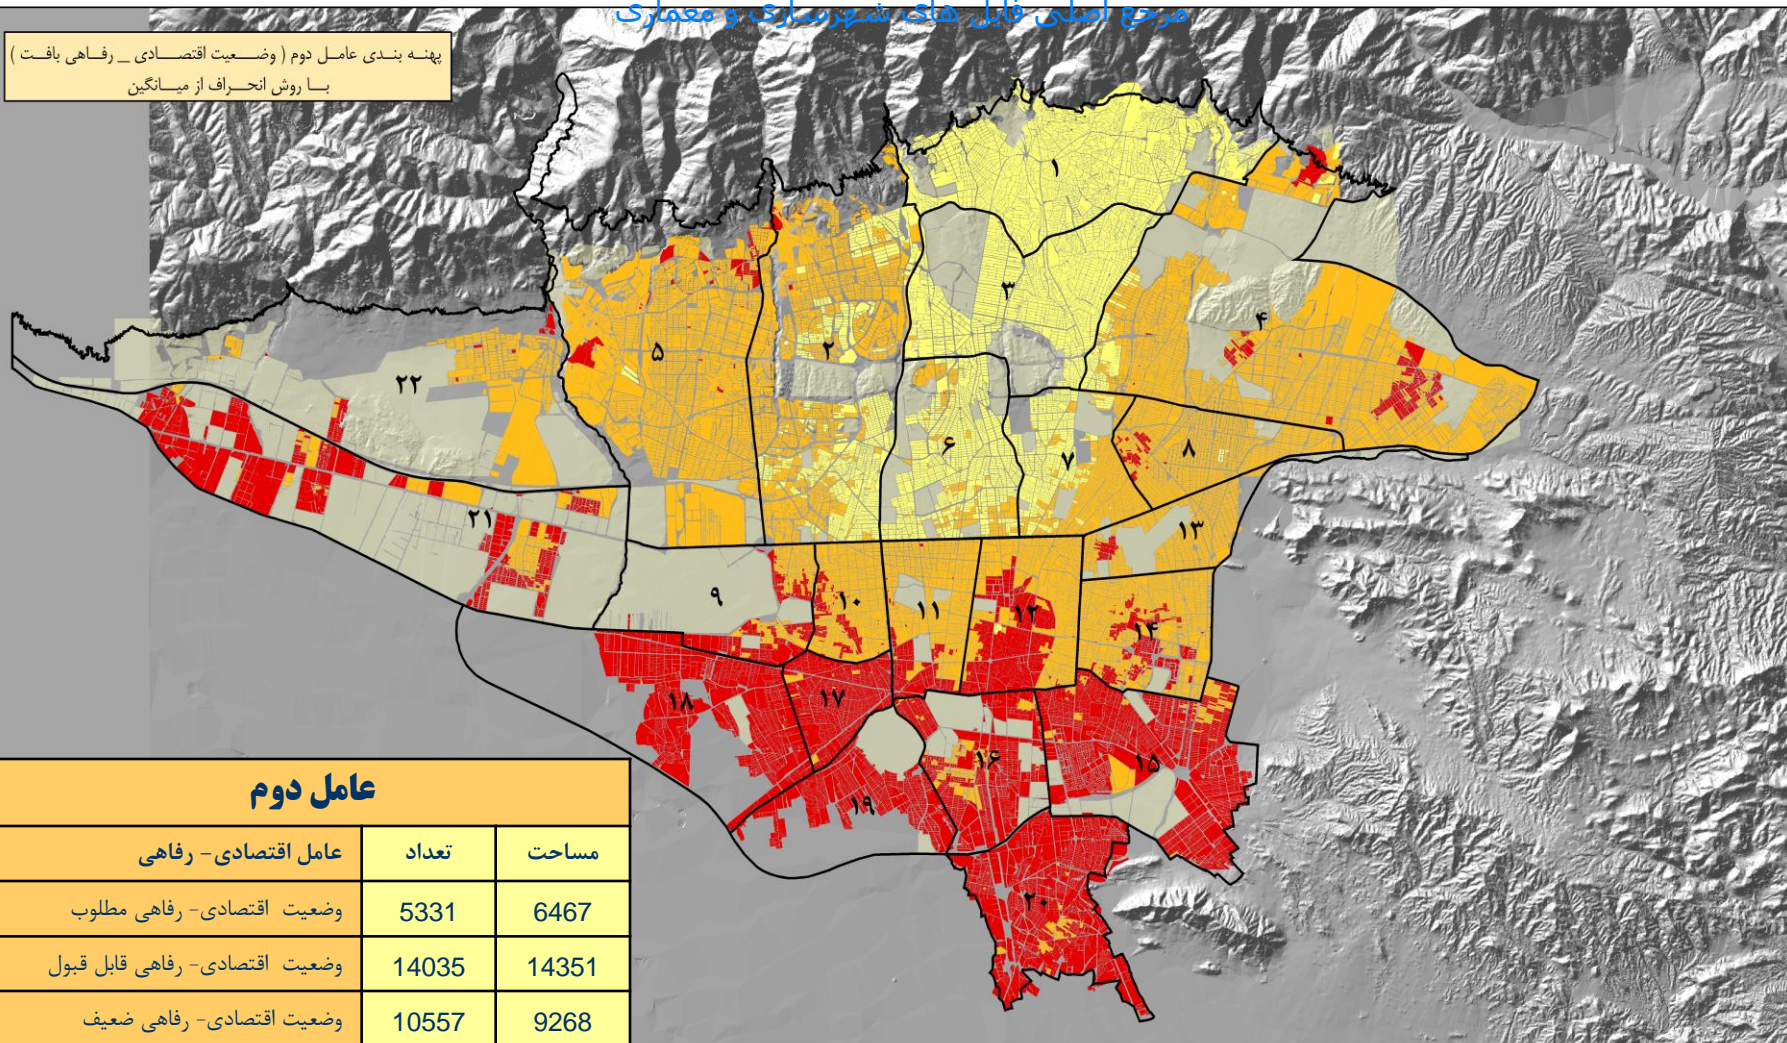 مرجع اصلی فایل های شهرسازی و معماری
پهنه بندی عامل دوم ( وضعیت اقتصادی _ رفاهی بافت )
با روش انحراف از میانگین
۱
۳
۴
۲
۵
۲۲
۶
۷
۸
۲۱
۱۳
۹
۱۰
۱۱
۱۲
۱۴
۱۸
۱۷
۱۶
۱۵
۱۹
۲۰
عامل دوم
عامل اقتصادی- رفاهی تعداد مساحت
وضعیت اقتصادی- رفاهی مطلوب 5331 6467
وضعیت اقتصادی- رفاهی قابل قبول 14035 14351
وضعیت اقتصادی- رفاهی ضعیف 10557 9268